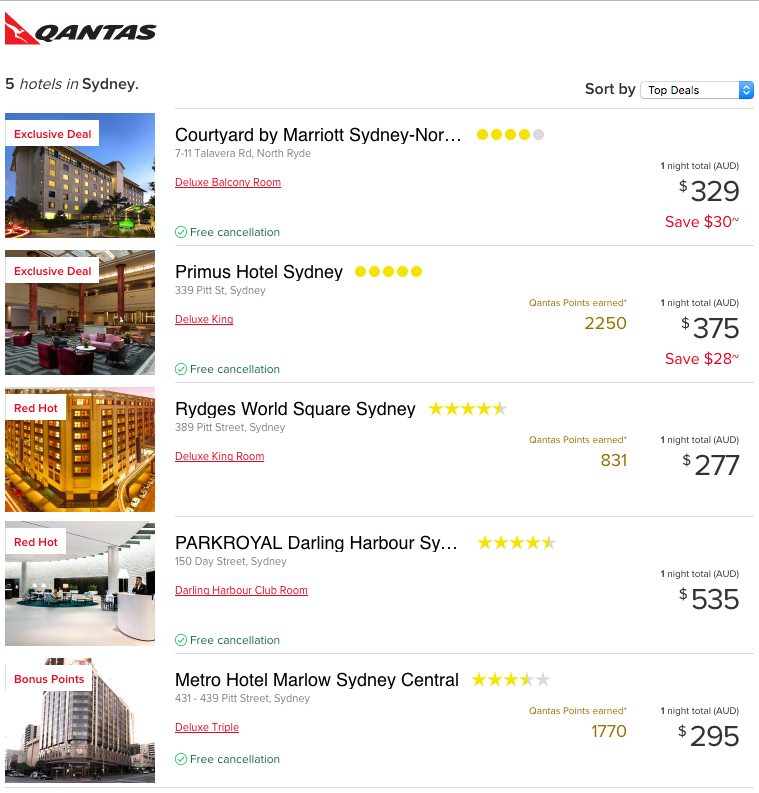 QANTAS
5 hotels in Sydney.
Sort by Top Deals
Exclusive Deal
Courtyard by Marriott Sydney-Nor...
7-11 Talavera Rd, North Ryde
Deluxe Balcony Room
Free cancellation
1 night total (AUD)
$329
Save $30~
Exclusive Deal
Primus Hotel Sydney
339 Pitt St, Sydney
Deluxe King
Free cancellation
Qantas Points earned*
2250
1 night total (AUD)
$375
Save $28~
Red Hot
Rydges World Square Sydney
389 Pitt Street, Sydney
Deluxe King Room
Qantas Points earned*
831
1 night total (AUD)
$277
Red Hot
PARKROYAL Darling Harbour Sy...
150 Day Street, Sydney
Darling Harbour Club Room
Free cancellation
1 night total (AUD)
$535
Bonus Points
Metro Hotel Marlow Sydney Central
431 - 439 Pitt Street, Sydney
Deluxe Triple
Free cancellation
Qantas Points earned*
1770
1 night total (AUD)
$295